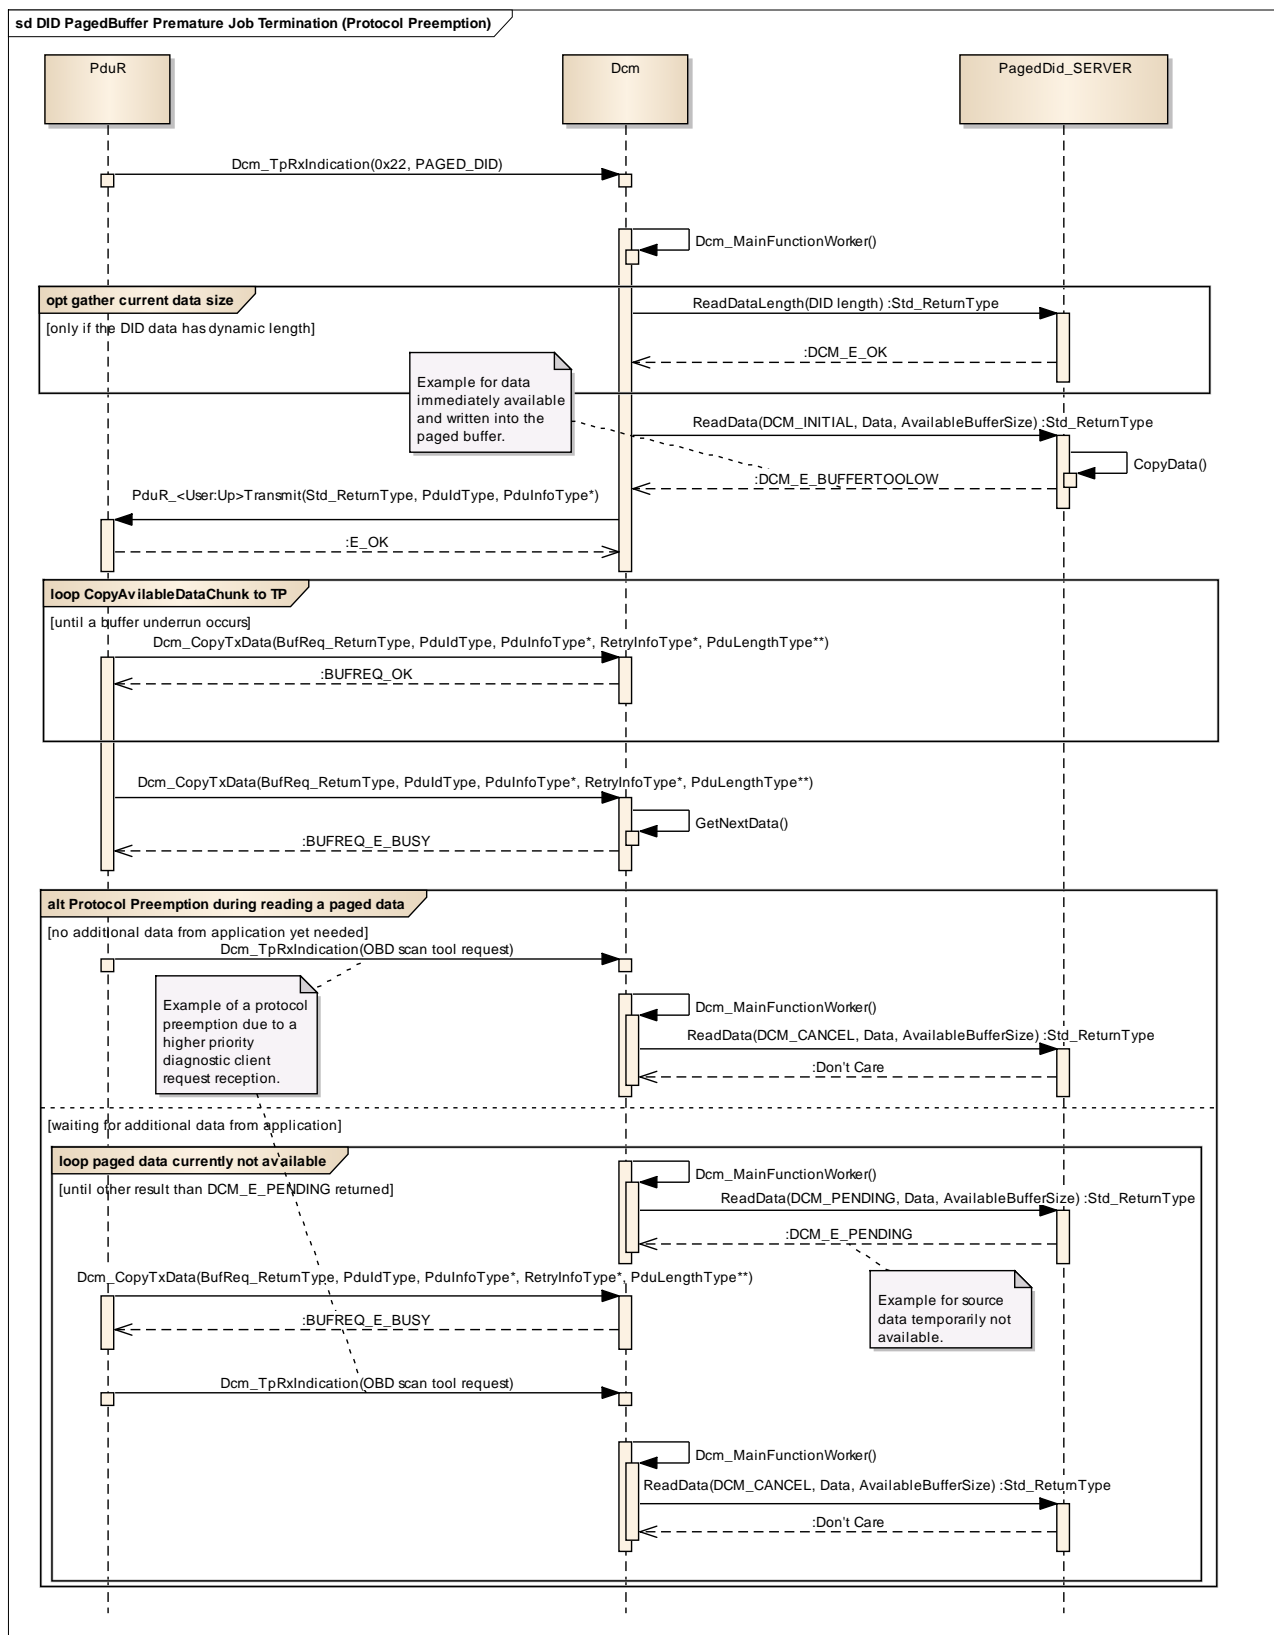 sd DID PagedBuffer Premature Job Termination (Protocol Preemption)
PduR
Dcm
PagedDid_SERVER
Dcm_TpRxIndication(0x22, PAGED_DID)
Dcm_MainFunctionWorker()
opt gather current data size
[only if the DID data has dynamic length]
ReadDataLength(DID length) :Std_ReturnType
:DCM_E_OK
Example for data
immediately available
and written into the
paged buffer.
ReadData(DCM_INITIAL, Data, AvailableBufferSize) :Std_ReturnType
CopyData()
:DCM_E_BUFFERTOOLOW
PduR_<User:Up>Transmit(Std_ReturnType, PduIdType, PduInfoType*)
:E_OK
loop CopyAvilableDataChunk to TP
[until a buffer underrun occurs]
Dcm_CopyTxData(BufReq_ReturnType, PduIdType, PduInfoType*, RetryInfoType*, PduLengthType**)
:BUFREQ_OK
Dcm_CopyTxData(BufReq_ReturnType, PduIdType, PduInfoType*, RetryInfoType*, PduLengthType**)
GetNextData()
:BUFREQ_E_BUSY
alt Protocol Preemption during reading a paged data
[no additional data from application yet needed]
Dcm_TpRxIndication(OBD scan tool request)
Example of a protocol
preemption due to a
higher priority
diagnostic client
request reception.
Dcm_MainFunctionWorker()
ReadData(DCM_CANCEL, Data, AvailableBufferSize) :Std_ReturnType
:Don't Care
[waiting for additional data from application]
loop paged data currently not available
[until other result than DCM_E_PENDING returned]
Dcm_MainFunctionWorker()
ReadData(DCM_PENDING, Data, AvailableBufferSize) :Std_ReturnType
:DCM_E_PENDING
Example for source
data temporarily not
available.
Dcm_CopyTxData(BufReq_ReturnType, PduIdType, PduInfoType*, RetryInfoType*, PduLengthType**)
:BUFREQ_E_BUSY
Dcm_TpRxIndication(OBD scan tool request)
Dcm_MainFunctionWorker()
ReadData(DCM_CANCEL, Data, AvailableBufferSize) :Std_ReturnType
:Don't Care